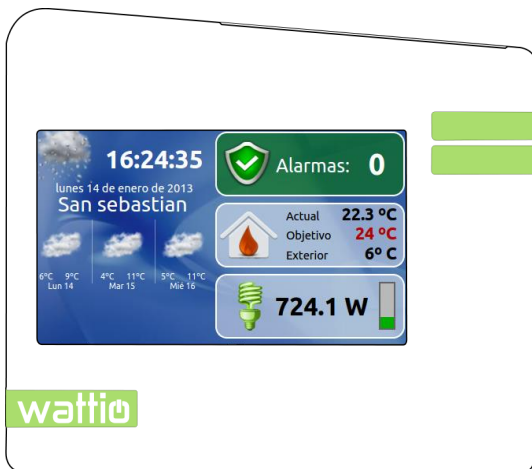 16:24:35
lunes 14 de enero de 2013
San sebastian
6ºC 9ºC
Lun 14
4ºC 11ºC
Mar 15
5ºC 11ºC
Mié 16
Alarmas: 0
Actual 22.3 ºC
Objetivo 24 ºC
Exterior 6º C
724.1 W
wattio